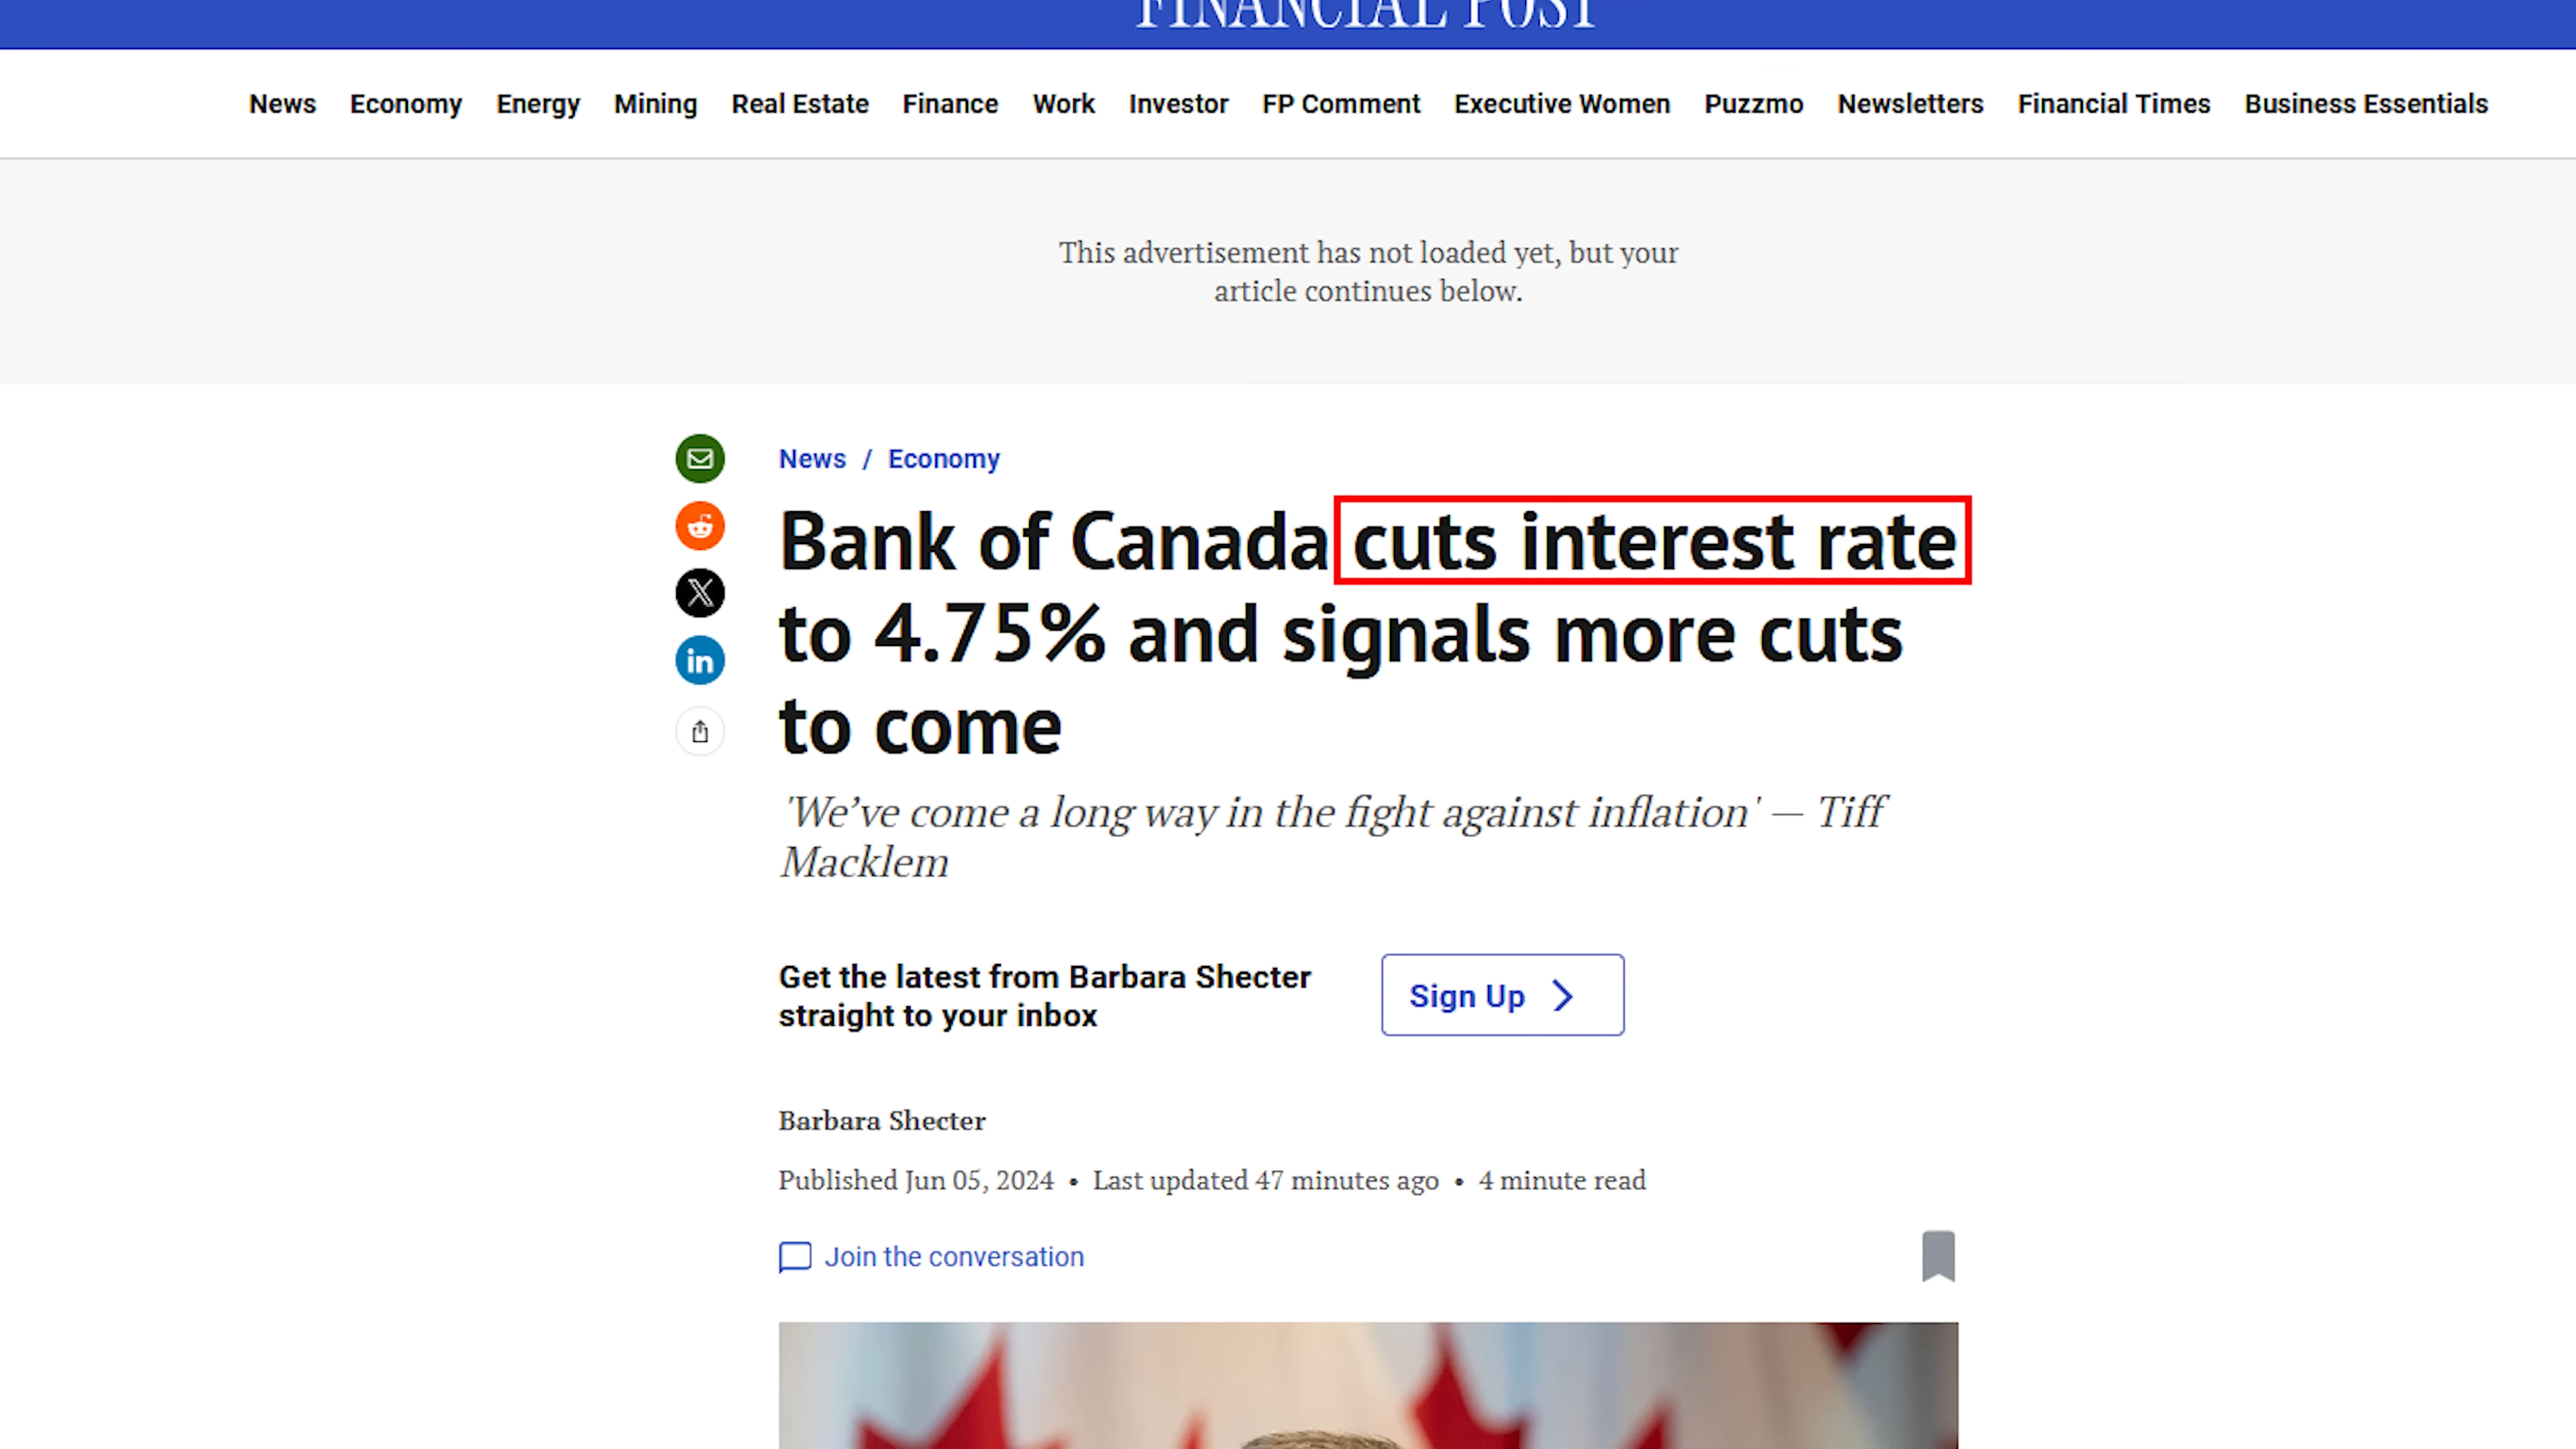 FINANCIAL POST
News Economy Energy Mining Real Estate Finance Work Investor FP Comment Executive Women Puzzmo Newsletters Financial Times Business Essentials
This advertisement has not loaded yet, but your
article continues below.
News / Economy
Bank of Canada cuts interest rate
to 4.75% and signals more cuts
to come
'We’ve come a long way in the fight against inflation' — Tiff
Macklem
Get the latest from Barbara Shecter
straight to your inbox
Sign Up
Barbara Shecter
Published Jun 05, 2024 • Last updated 47 minutes ago • 4 minute read
Join the conversation